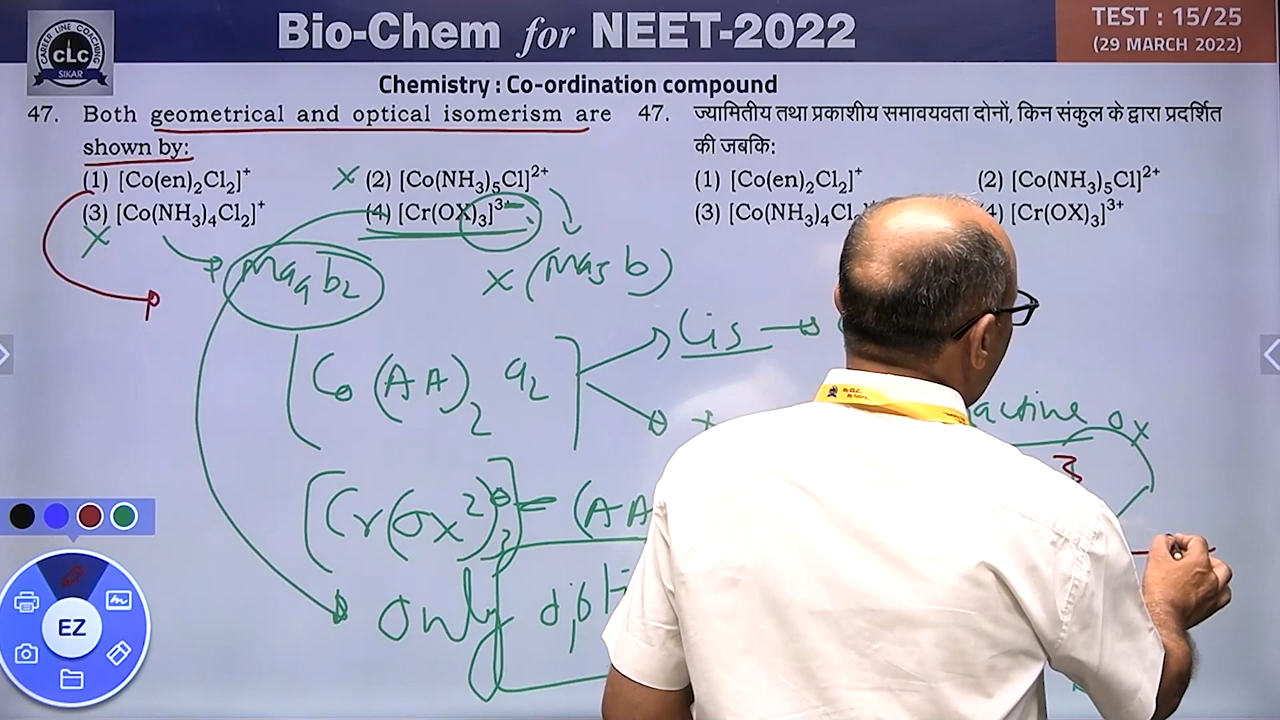 Bio-Chem for NEET-2022
TEST : 15/25
(29 MARCH 2022)
CAREER LINE COACHING
CLC
SIKAR
Chemistry : Co-ordination compound
47. Both geometrical and optical isomerism are shown by:
(1) [Co(en)₂Cl₂]⁺
X (2) [Co(NH₃)₅Cl]²⁺
(3) [Co(NH₃)₄Cl₂]⁺
X
(4) [Cr(OX)₃]³⁻
47. ज्यामितीय तथा प्रकाशीय समावयवता दोनों, किन संकुल के द्वारा प्रदर्शित
की जबकि:
(1) [Co(en)₂Cl₂]⁺
(2) [Co(NH₃)₅Cl]²⁺
(3) [Co(NH₃)₄Cl
4) [Cr(OX)₃]³⁺
Ma₄b₂
X (Ma₅b)
[Co(AA)₂a₂]
Cis
active
ox
3
[Cr(ox²
(AA
only
EZ